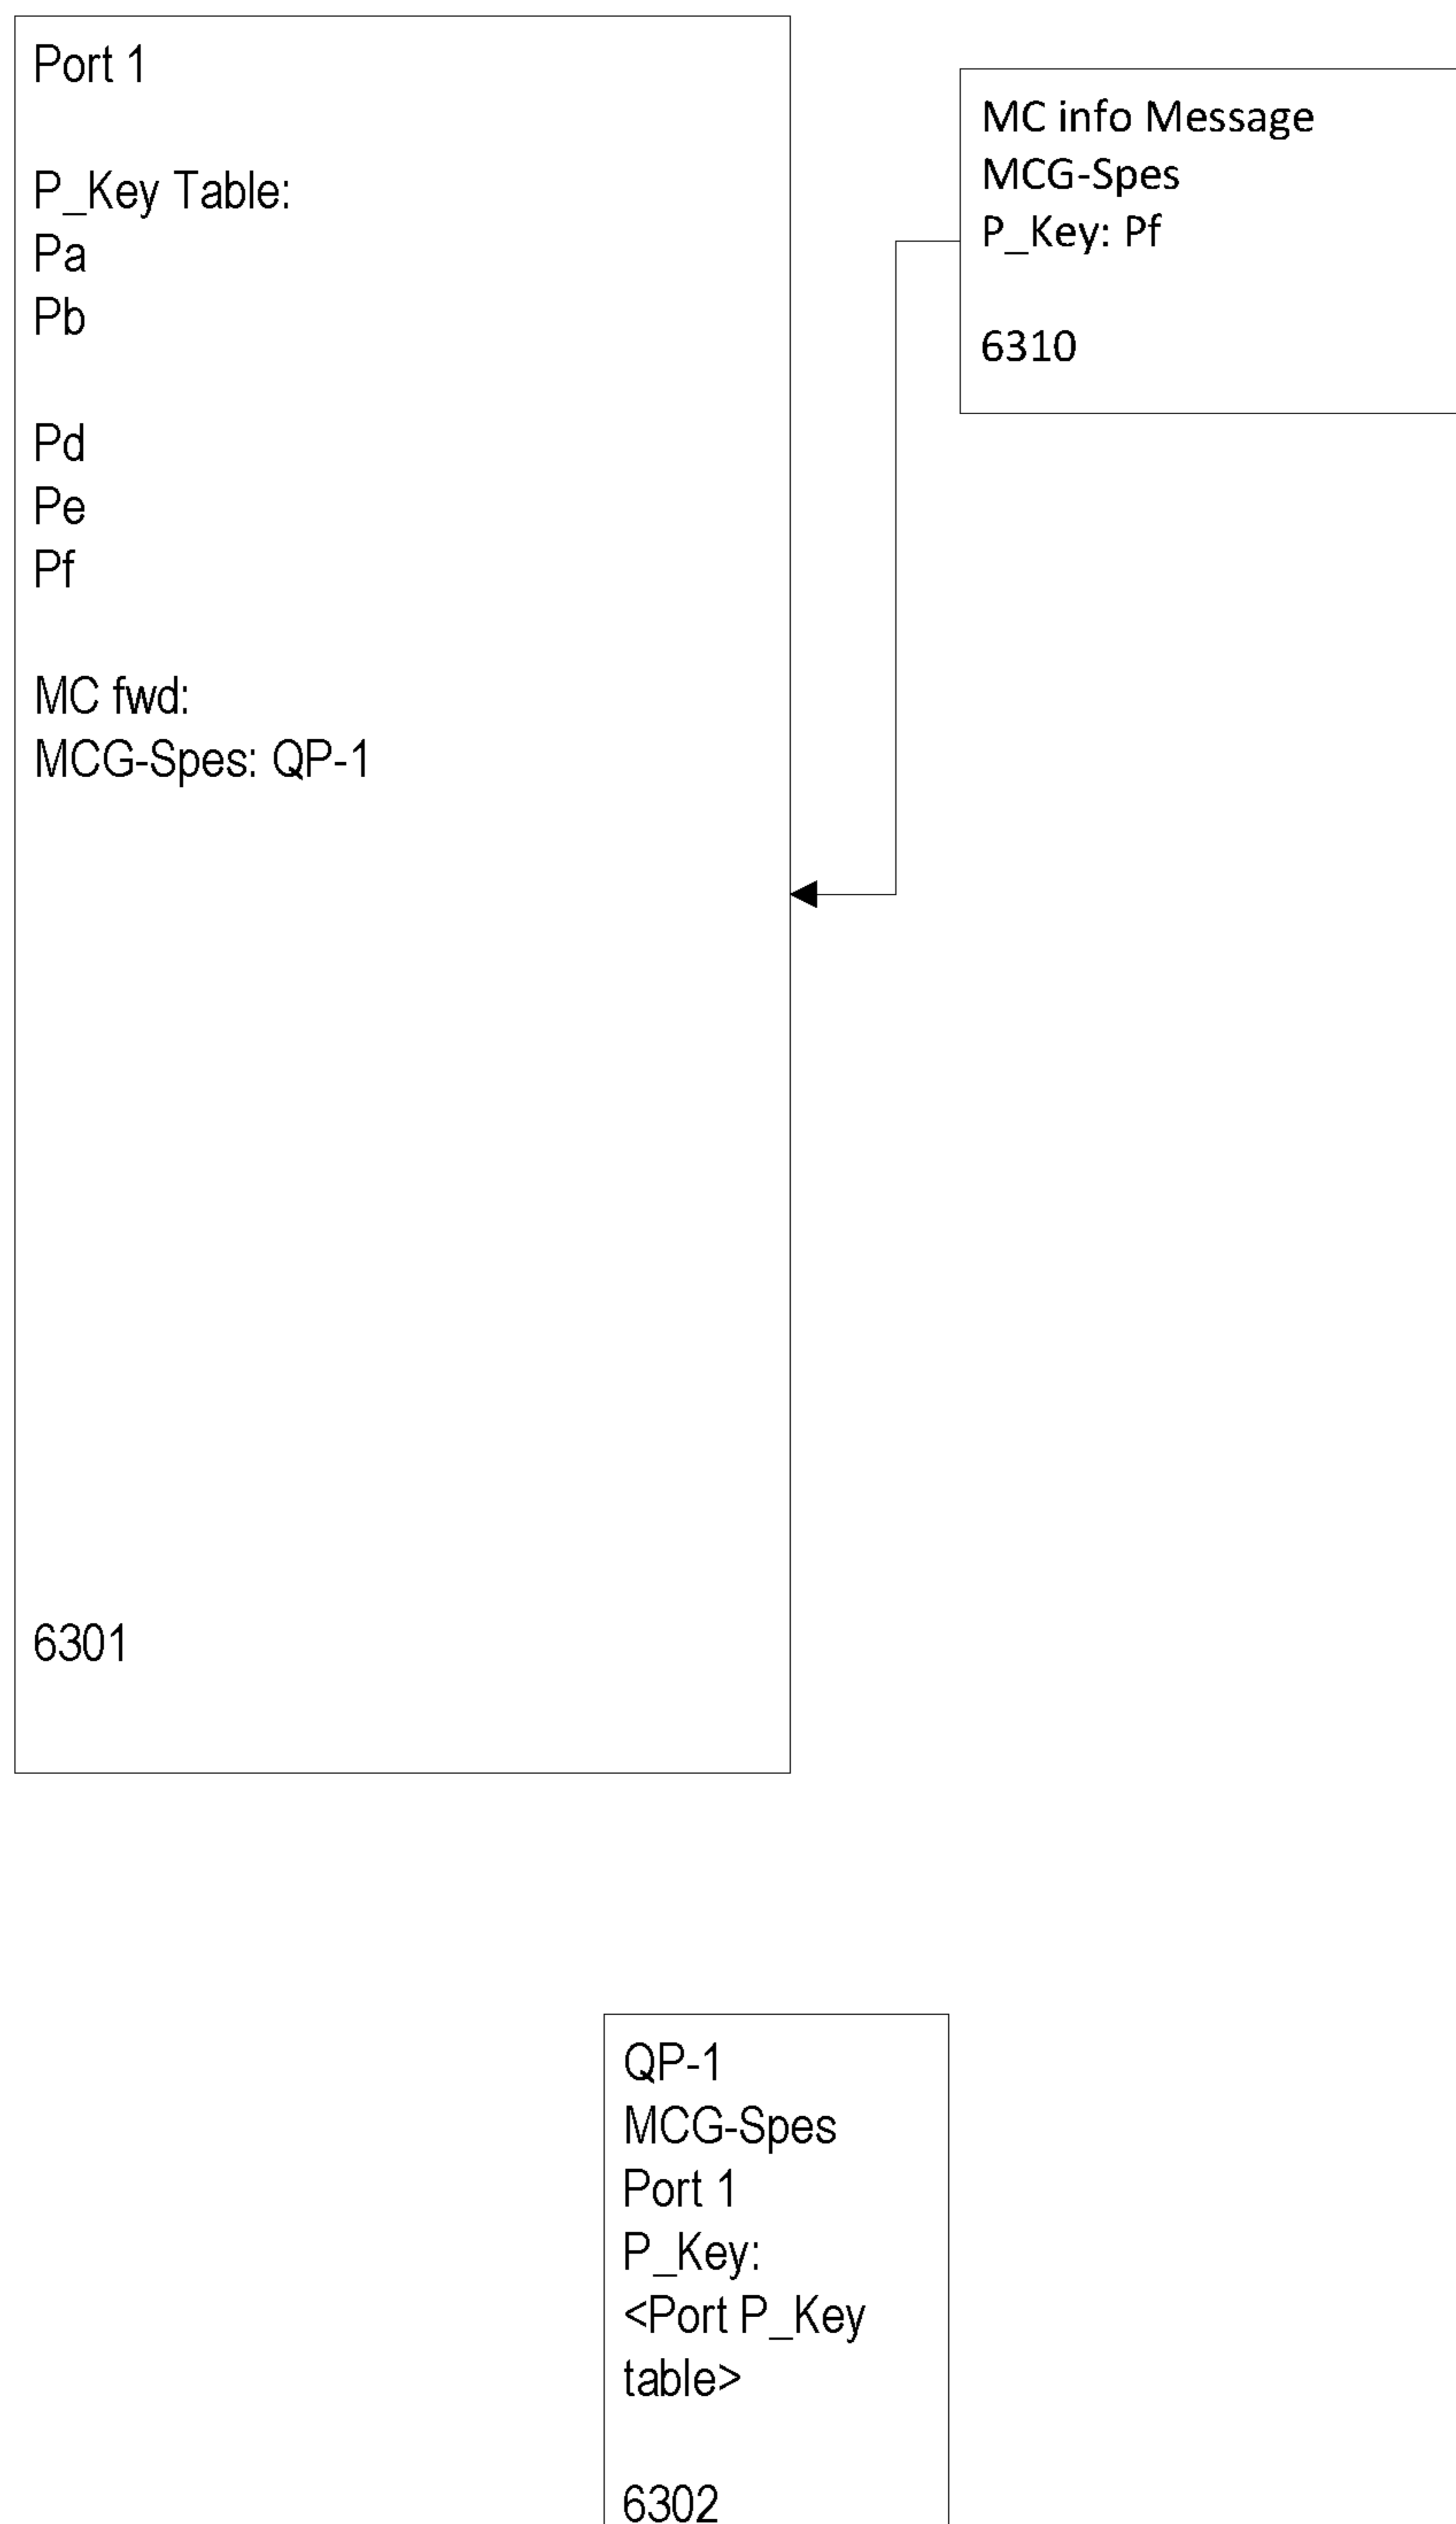 Port 1
P_Key Table:
Pa
Pb
Pd
Pe
Pf
MC fwd:
MCG-Spes: QP-1
6301
MC info Message
MCG-Spes
P_Key: Pf
6310
QP-1
MCG-Spes
Port 1
P_Key:
<Port P_Key
table>
6302